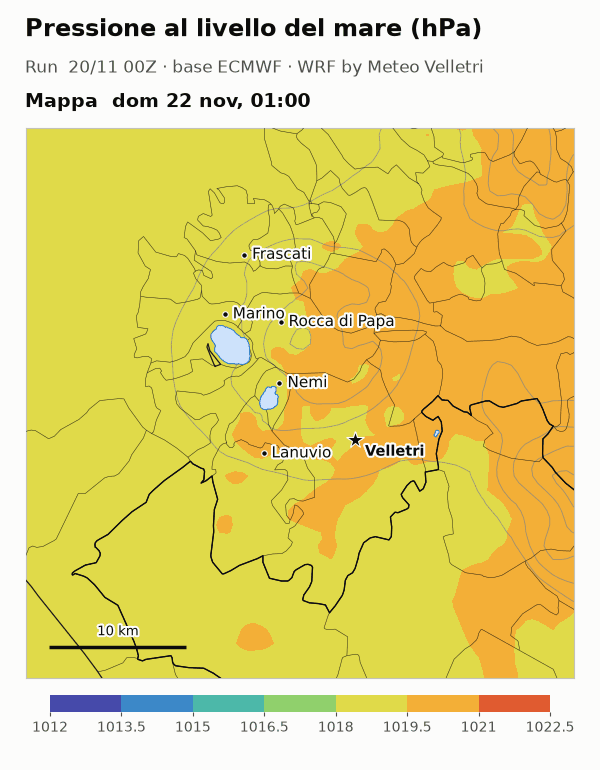 Pressione al livello del mare (hPa)
Run  20/11 00Z · base ECMWF · WRF by Meteo Velletri
Mappa  dom 22 nov, 01:00
Frascati
Marino
Rocca di Papa
Nemi
Velletri
Lanuvio
10 km
1012 1013.5 1015 1016.5 1018 1019.5 1021 1022.5